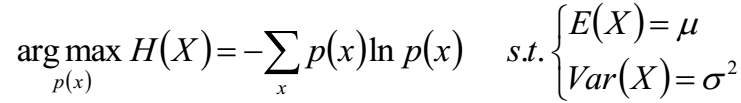 arg max H(X) = −∑ p(x)ln p(x) s.t. { E(X) = μ
p(x) x Var(X) = σ²